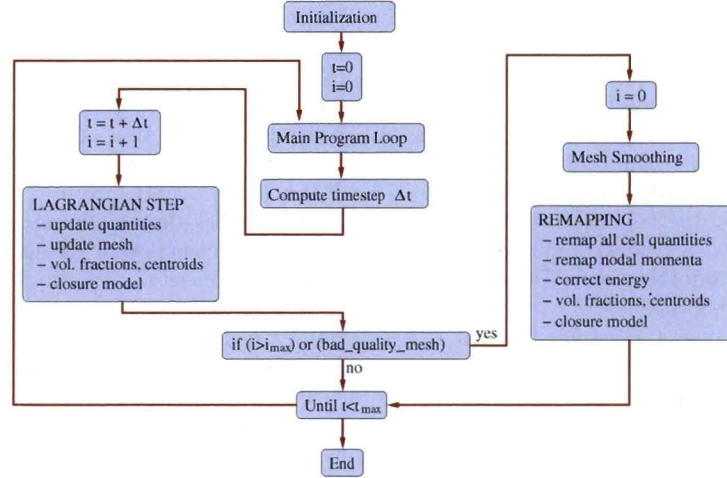 Initialization
t=0
i=0
Main Program Loop
Compute timestep Δt
t = t + Δt
i = i + 1
LAGRANGIAN STEP
– update quantities
– update mesh
– vol. fractions, centroids
– closure model
if (i>imax) or (bad_quality_mesh)
yes
no
i = 0
Mesh Smoothing
REMAPPING
– remap all cell quantities
– remap nodal momenta
– correct energy
– vol. fractions, centroids
– closure model
Until t<tmax
End